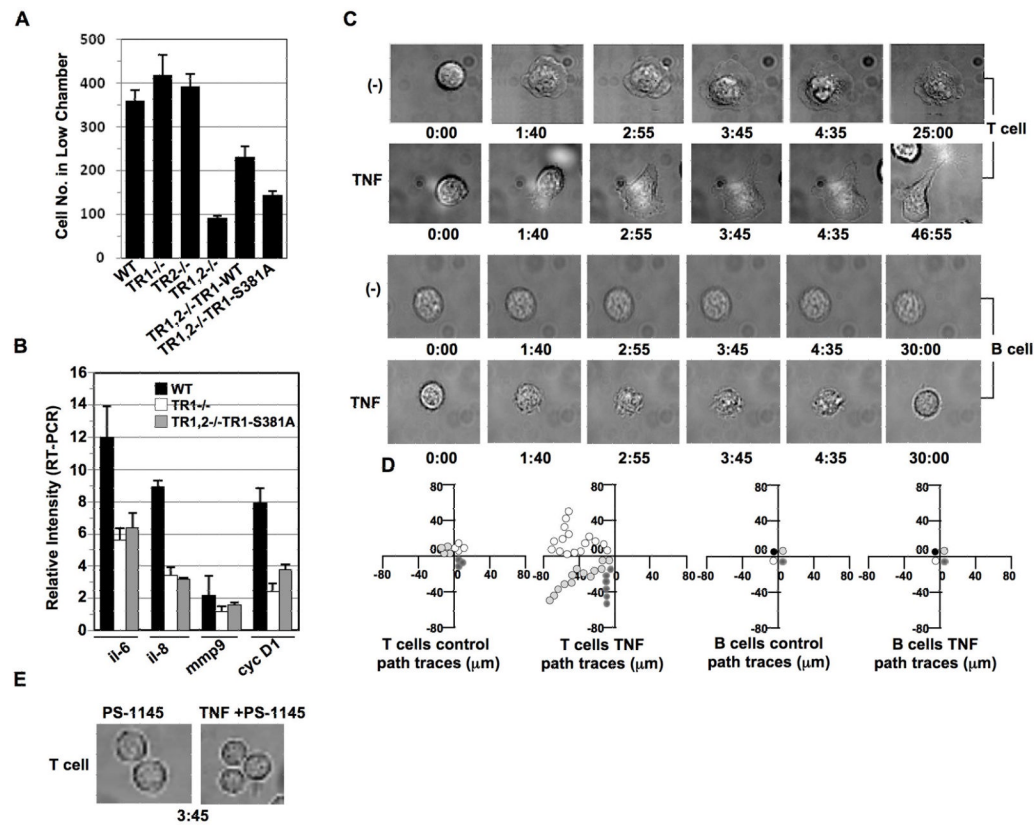 A
Cell No. in Low Chamber
500
400
300
200
100
0
WT
TR1-/-
TR2-/-
TR1,2-/-
TR1,2-/-TR1-WT
TR1,2-/-TR1-S381A
B
Relative Intensity (RT-PCR)
16
14
12
10
8
6
4
2
0
WT
TR1-/-
TR1,2-/-TR1-S381A
il-6
il-8
mmp9
cyc D1
C
(-)
0:00 1:40 2:55 3:45 4:35 25:00
T cell
TNF
0:00 1:40 2:55 3:45 4:35 46:55
(-)
0:00 1:40 2:55 3:45 4:35 30:00
B cell
TNF
0:00 1:40 2:55 3:45 4:35 30:00
D
80 80 80 80
40 40 40 40
00 00 00 00
-80 -40 0 40 80 -80 -40 0 40 80 -80 -40 0 40 80 -80 -40 0 40 80
-40 -40 -40 -40
-80 -80 -80 -80
T cells control T cells TNF B cells control B cells TNF
path traces (μm) path traces (μm) path traces (μm) path traces (μm)
E
PS-1145 TNF +PS-1145
T cell
3:45